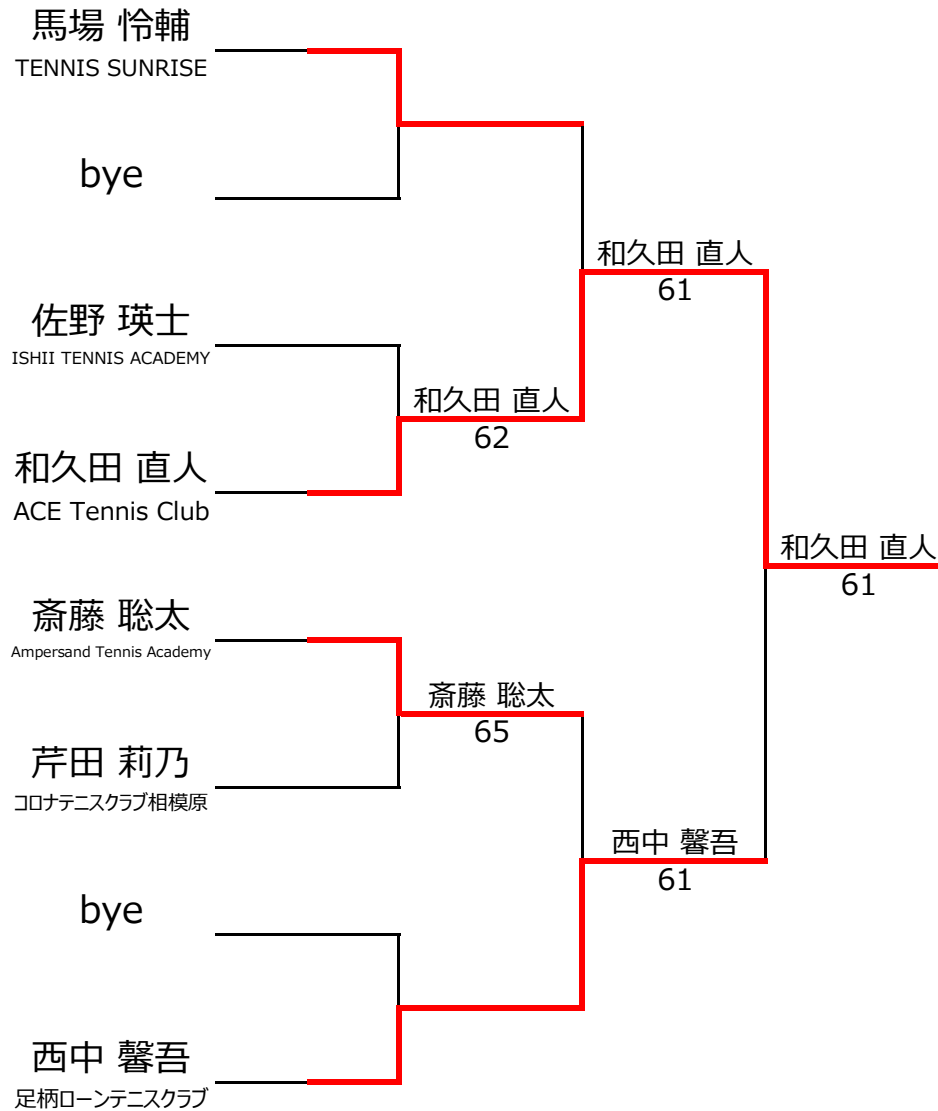 馬場 怜輔
TENNIS SUNRISE
bye
佐野 瑛士
ISHII TENNIS ACADEMY
和久田 直人
ACE Tennis Club
斎藤 聡太
Ampersand Tennis Academy
芹田 莉乃
コロナテニスクラブ相模原
bye
西中 馨吾
足柄ローンテニスクラブ
和久田 直人
62
斎藤 聡太
65
和久田 直人
61
西中 馨吾
61
和久田 直人
61